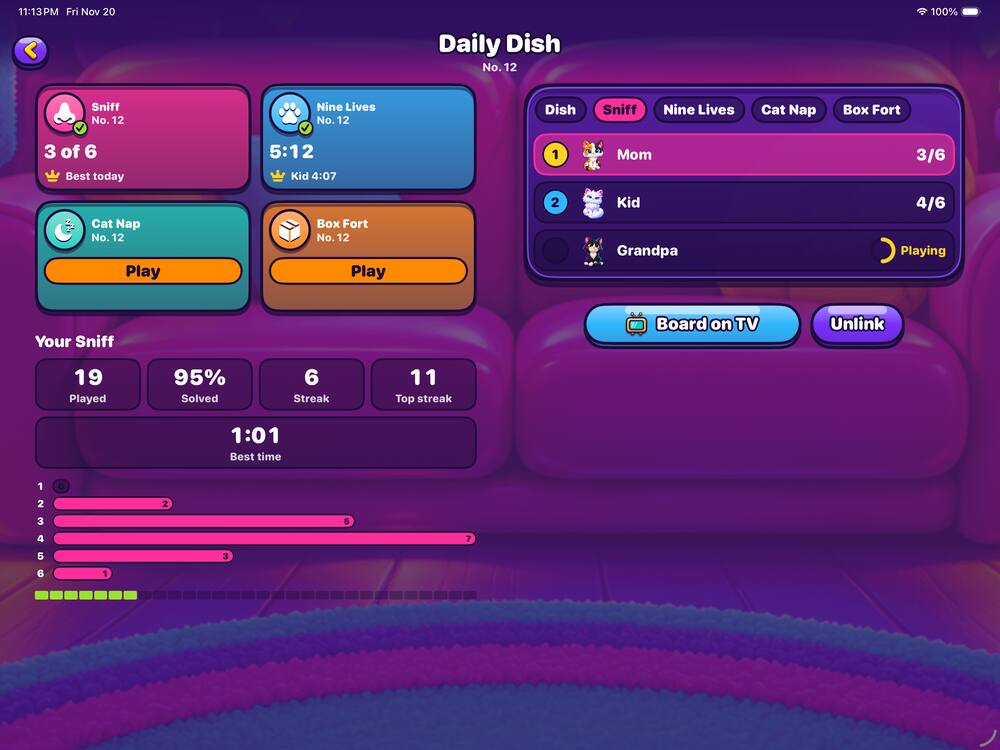 11:13 PM Fri Nov 20
100%
Daily Dish
No. 12
Sniff
No. 12
3 of 6
Best today
Nine Lives
No. 12
5:12
Kid 4:07
Cat Nap
No. 12
Play
Box Fort
No. 12
Play
Your Sniff
19
Played
95%
Solved
6
Streak
11
Top streak
1:01
Best time
1 0
2 2
3 5
4 7
5 3
6 1
Dish Sniff Nine Lives Cat Nap Box Fort
1 Mom 3/6
2 Kid 4/6
Grandpa Playing
Board on TV
Unlink